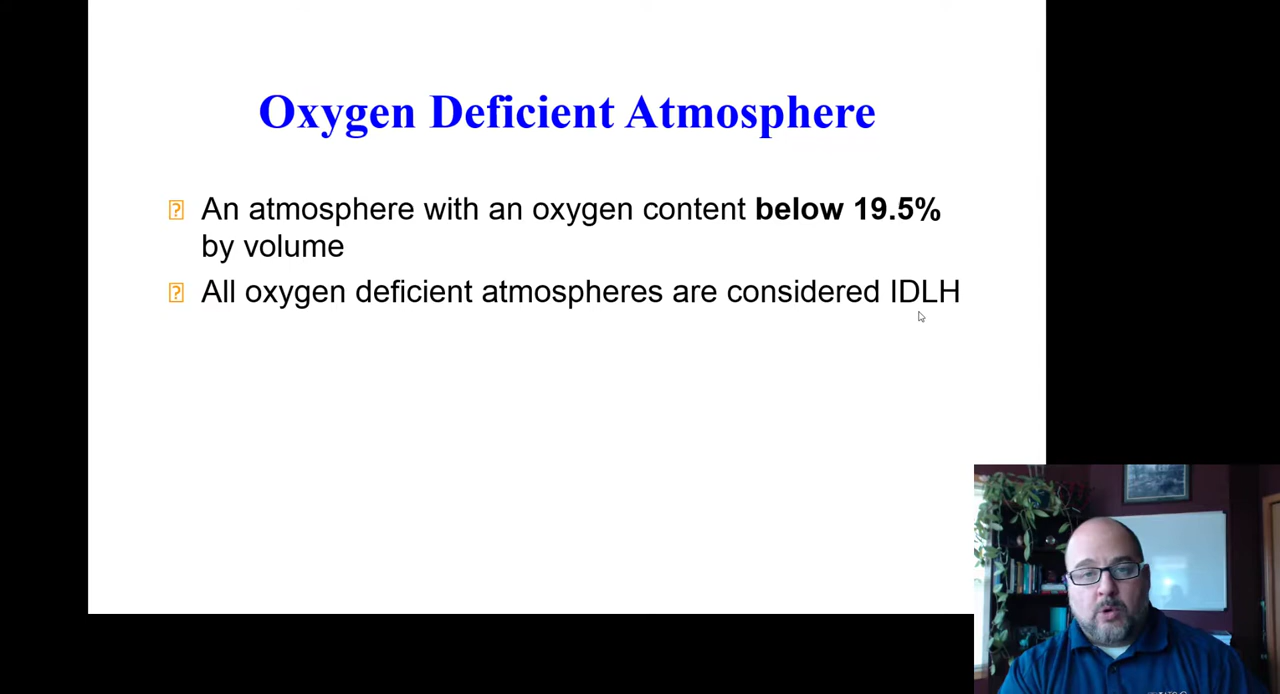 Oxygen Deficient Atmosphere
An atmosphere with an oxygen content below 19.5%
by volume
All oxygen deficient atmospheres are considered IDLH